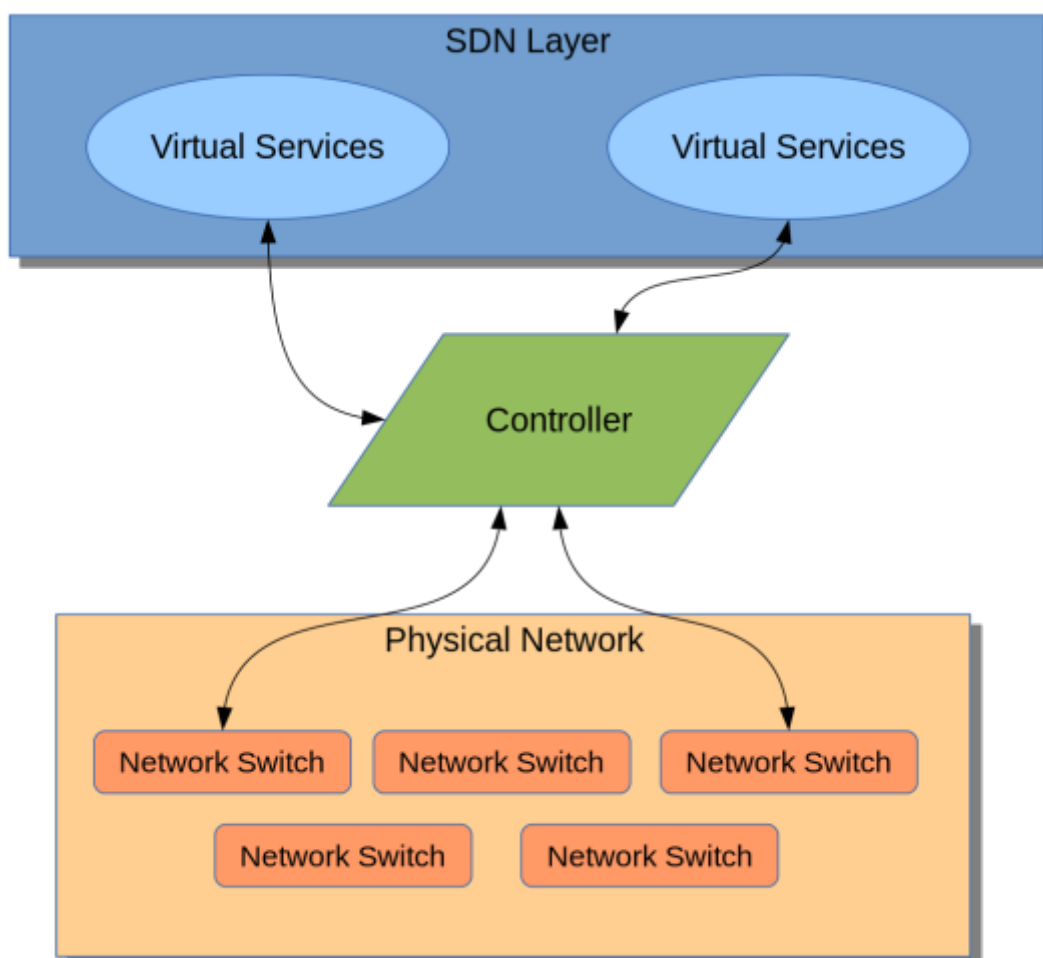 SDN Layer
Virtual Services
Virtual Services
Controller
Physical Network
Network Switch
Network Switch
Network Switch
Network Switch
Network Switch